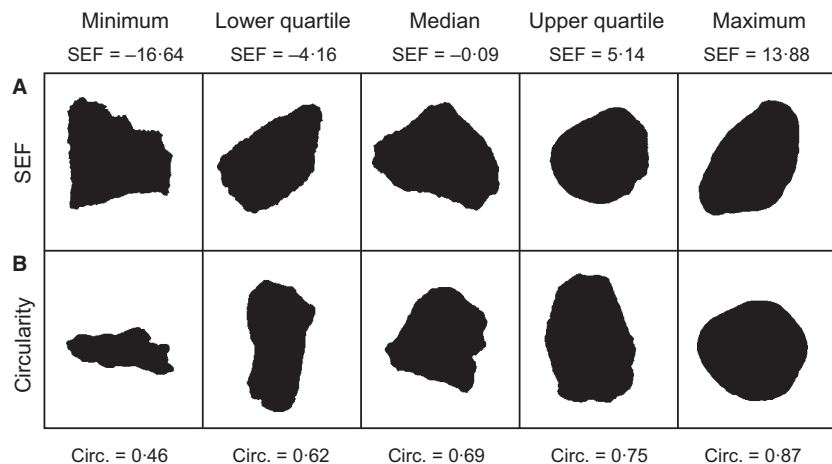 Minimum Lower quartile Median Upper quartile Maximum
SEF = –16·64 SEF = –4·16 SEF = –0·09 SEF = 5·14 SEF = 13·88
A
SEF
B
Circularity
Circ. = 0·46 Circ. = 0·62 Circ. = 0·69 Circ. = 0·75 Circ. = 0·87